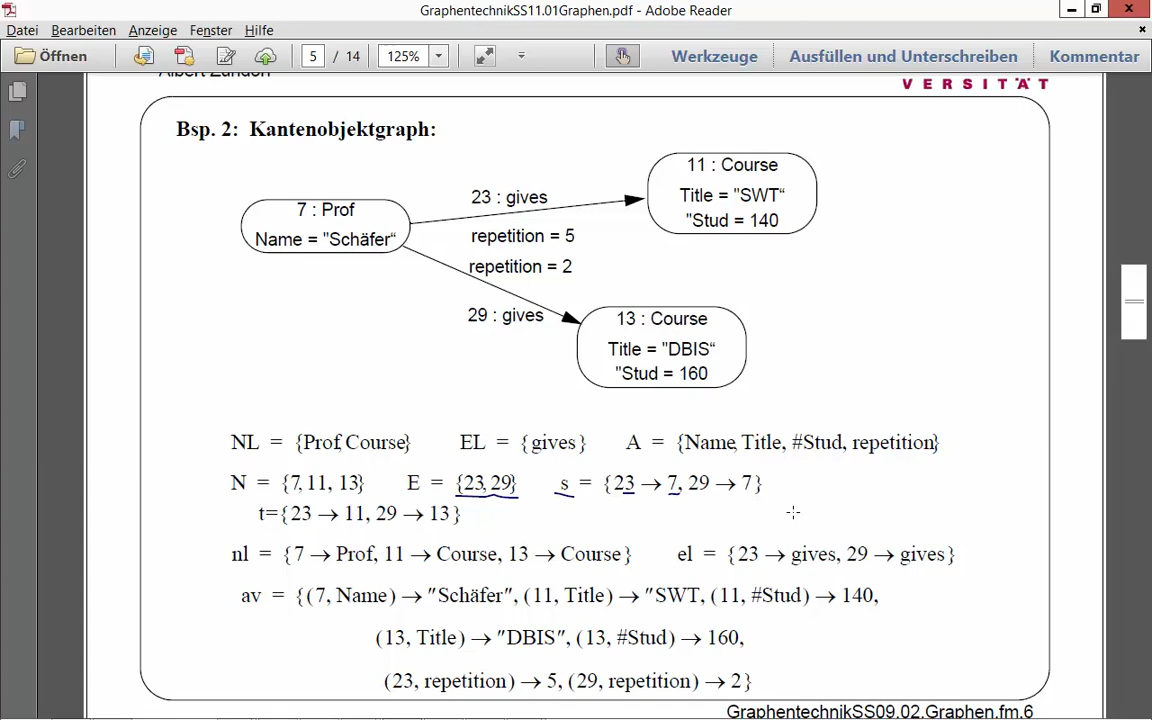 GraphentechnikSS11.01Graphen.pdf - Adobe Reader
Datei Bearbeiten Anzeige Fenster Hilfe
Öffnen 5 / 14 125% Werkzeuge Ausfüllen und Unterschreiben Kommentar
VERSITÄT
Bsp. 2: Kantenobjektgraph:
11 : Course
Title = "SWT“
"Stud = 140
23 : gives
7 : Prof
Name = "Schäfer“
repetition = 5
repetition = 2
29 : gives
13 : Course
Title = "DBIS“
"Stud = 160
NL = {Prof,Course} EL = {gives} A = {Name,Title, #Stud, repetition}
N = {7,11, 13} E = {23,29} s = {23 → 7, 29 → 7}
t={23 → 11, 29 → 13}
nl = {7 → Prof, 11 → Course, 13 → Course} el = {23 → gives, 29 → gives}
av = {(7, Name) → "Schäfer", (11, Title) → "SWT, (11, #Stud) → 140,
(13, Title) → "DBIS", (13, #Stud) → 160,
(23, repetition) → 5, (29, repetition) → 2}
GraphentechnikSS09.02.Graphen.fm.6